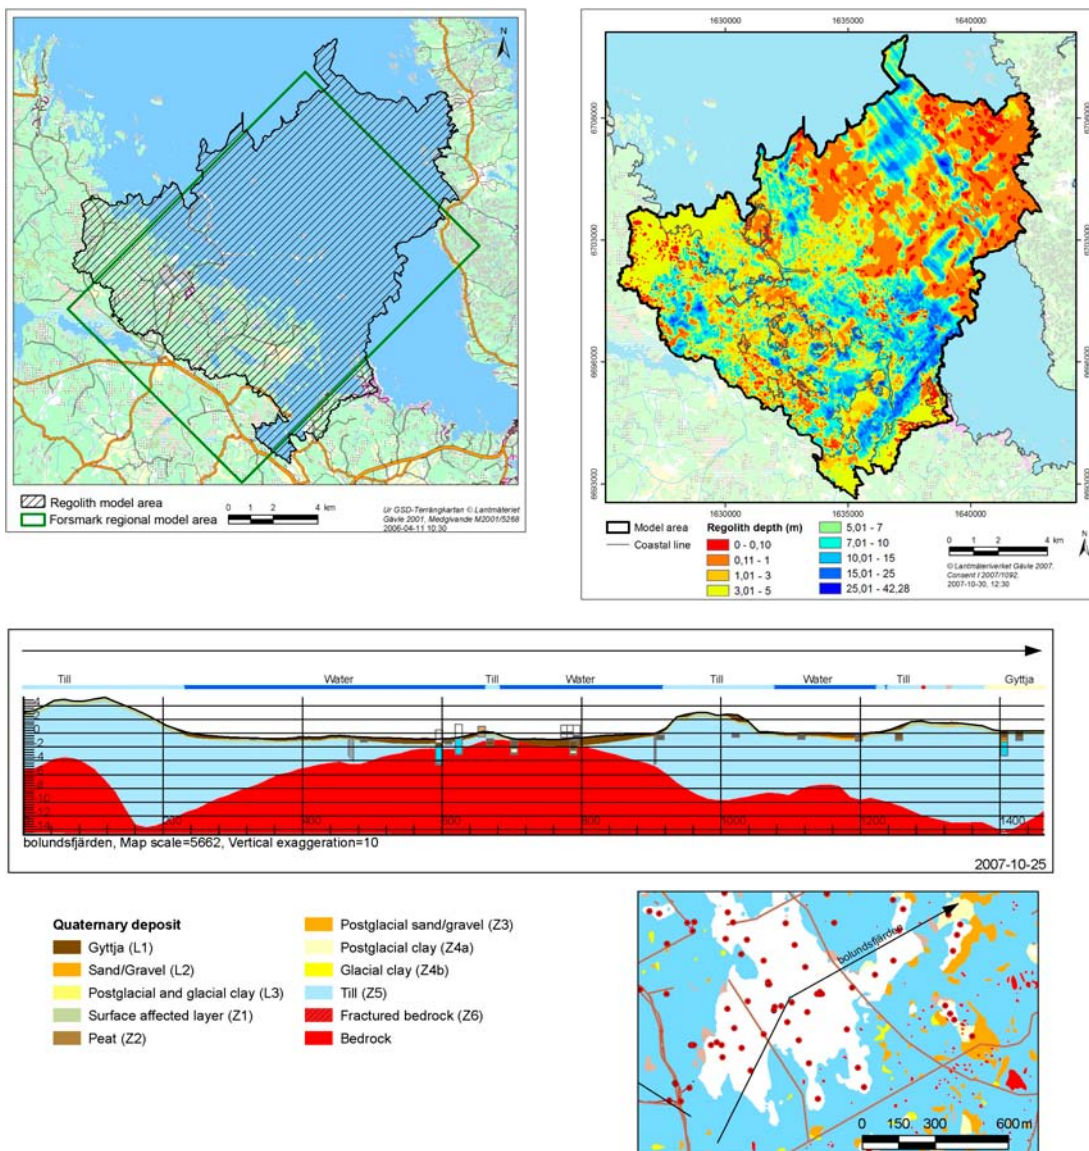 N
Regolith model area
Forsmark regional model area
0 1 2 4 km
Ur GSD-Terrängkartan © Lantmäteriet
Gävle 2001, Medgivande M2001/5268
2006-04-11 10:30
1630000 1635000 1640000
6708000
6703000
6698000
6693000
1630000 1635000 1640000
Model area
Coastal line
Regolith depth (m)
0 - 0,10
0,11 - 1
1,01 - 3
3,01 - 5
5,01 - 7
7,01 - 10
10,01 - 15
15,01 - 25
25,01 - 42,28
0 1 2 4 km
N
© Lantmäteriverket Gävle 2007.
Consent I 2007/1092.
2007-10-30, 12:30
Till Water Till Water Till Water Till Gyttja
400 800 1000 1200 1400
bolundsfjärden, Map scale=5662, Vertical exaggeration=10
2007-10-25
Quaternary deposit
Gyttja (L1)
Sand/Gravel (L2)
Postglacial and glacial clay (L3)
Surface affected layer (Z1)
Peat (Z2)
Postglacial sand/gravel (Z3)
Postglacial clay (Z4a)
Glacial clay (Z4b)
Till (Z5)
Fractured bedrock (Z6)
Bedrock
bolundsfjärden
0 150 300 600 m